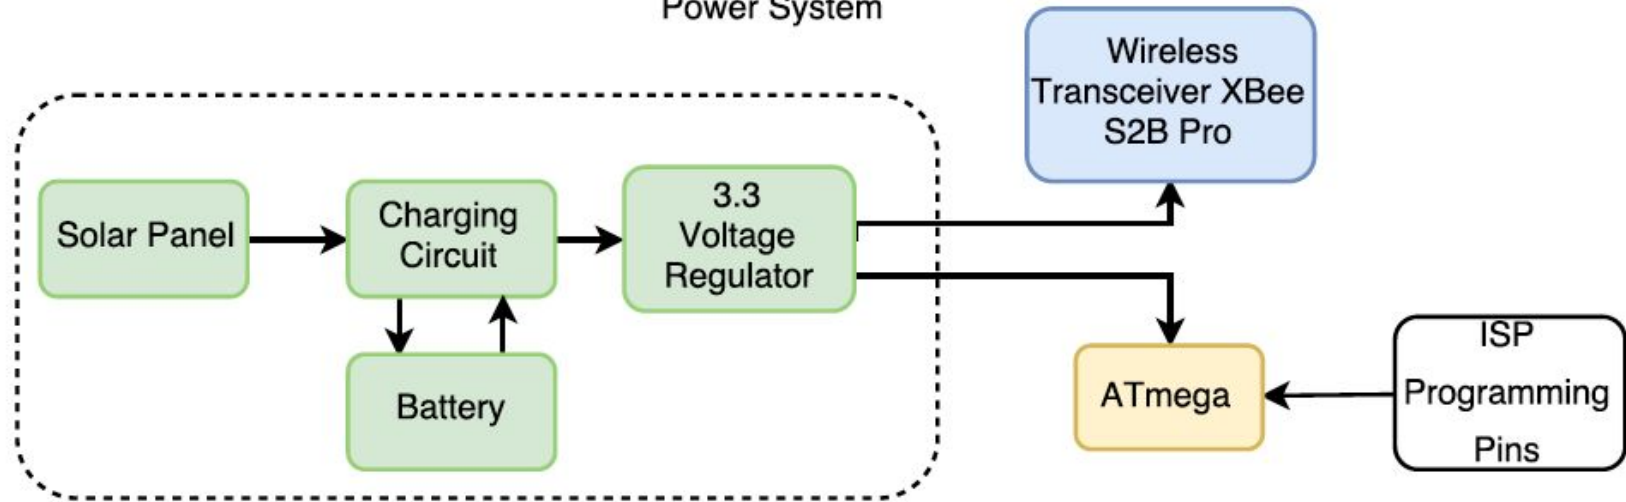 Power System
Wireless
Transceiver XBee
S2B Pro
Solar Panel
Charging
Circuit
3.3
Voltage
Regulator
Battery
ATmega
ISP
Programming
Pins